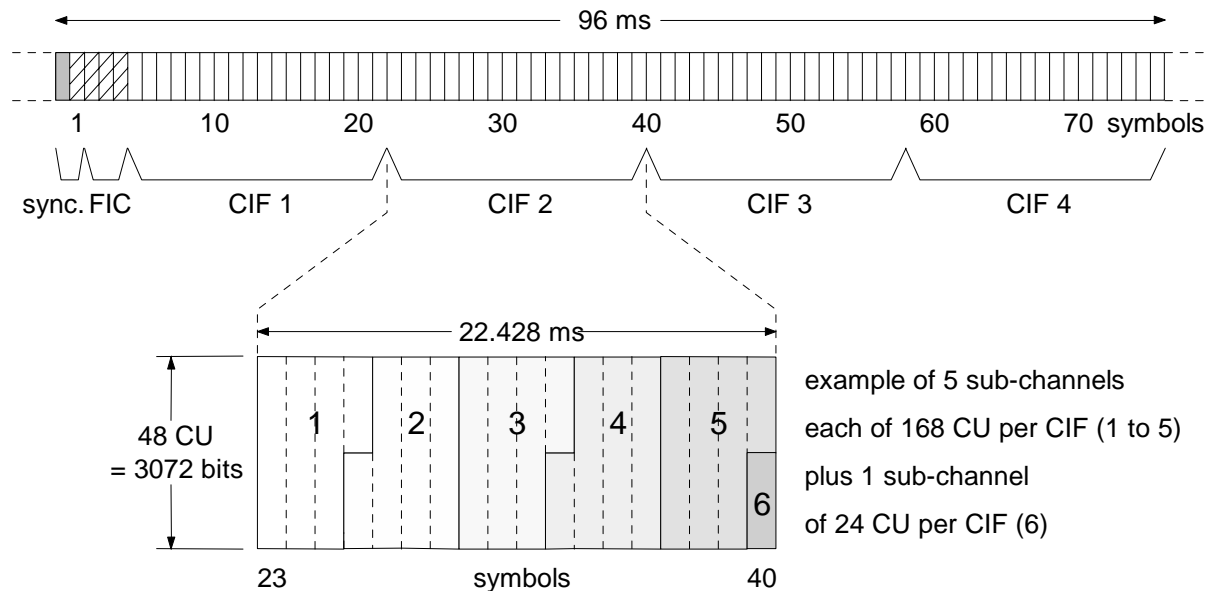 96 ms
1 10 20 30 40 50 60 70 symbols
sync. FIC CIF 1 CIF 2 CIF 3 CIF 4
22.428 ms
48 CU
= 3072 bits
1 2 3 4 5
6
example of 5 sub-channels
each of 168 CU per CIF (1 to 5)
plus 1 sub-channel
of 24 CU per CIF (6)
23 symbols 40